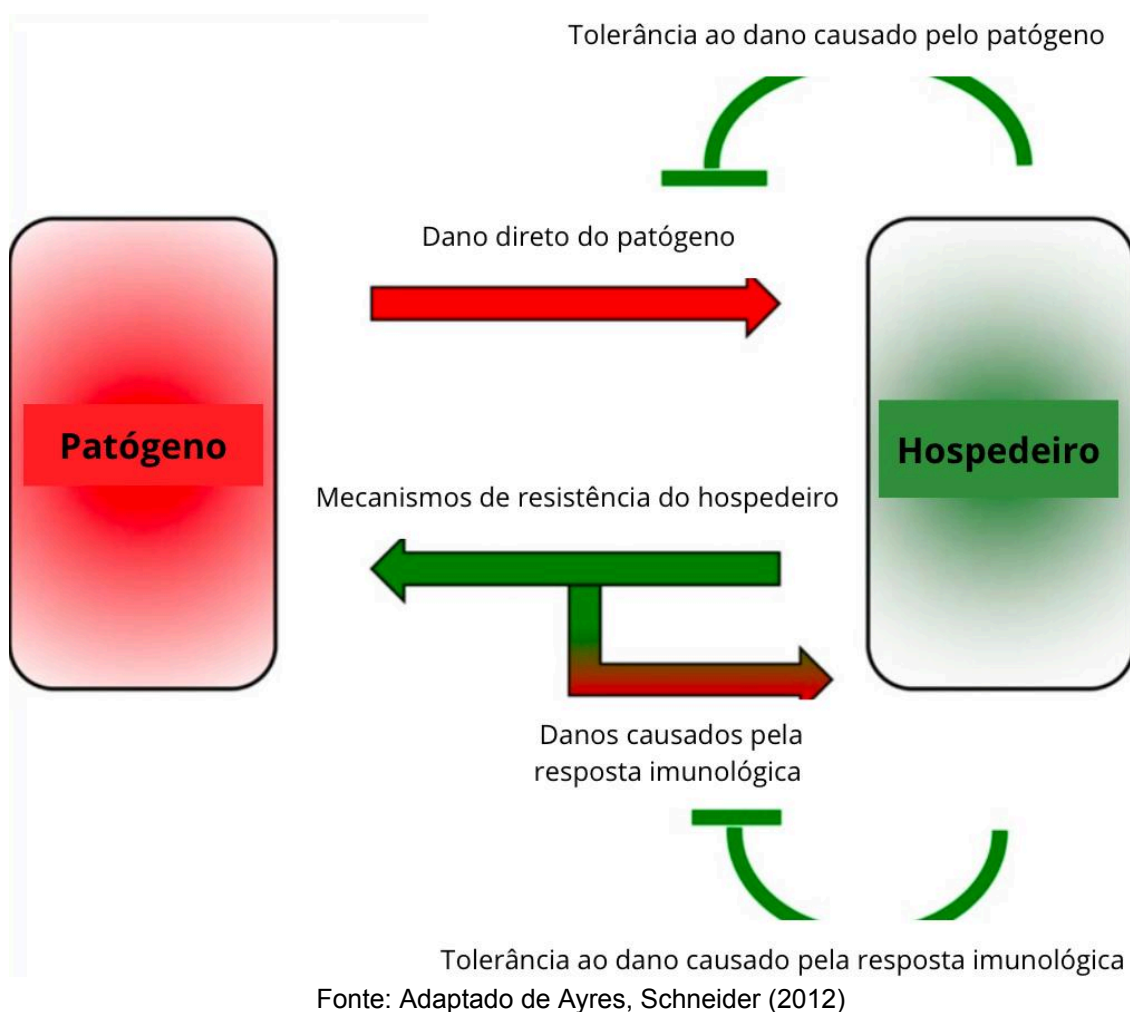 Tolerância ao dano causado pelo patógeno
Dano direto do patógeno
Patógeno
Hospedeiro
Mecanismos de resistência do hospedeiro
Danos causados pela
resposta imunológica
Tolerância ao dano causado pela resposta imunológica
Fonte: Adaptado de Ayres, Schneider (2012)